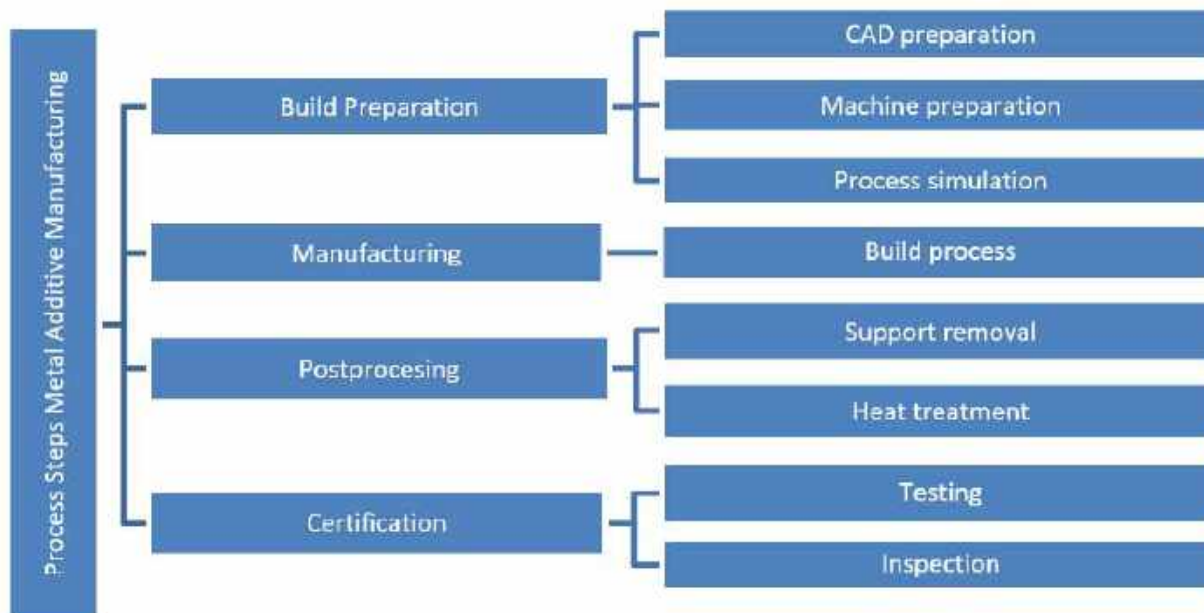 Process Steps Metal Additive Manufacturing
Build Preparation
CAD preparation
Machine preparation
Process simulation
Manufacturing
Build process
Postprocesing
Support removal
Heat treatment
Certification
Testing
Inspection